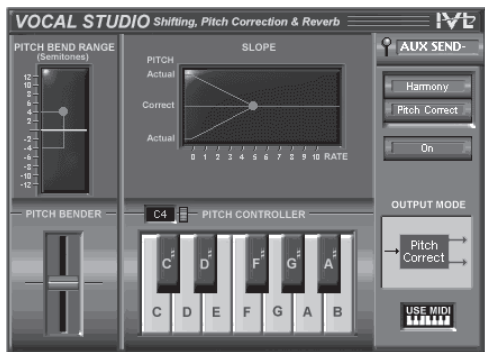 VOCAL STUDIO Shifting, Pitch Correction & Reverb IVL
PITCH BEND RANGE
(Semitones)
12
10
8
6
4
2
-2
-4
-6
-8
-10
-12
SLOPE
PITCH
Actual
Correct
Actual
0 1 2 3 4 5 6 7 8 9 10 RATE
AUX SEND-
Harmony
Pitch Correct
On
OUTPUT MODE
Pitch
Correct
USE MIDI
PITCH BENDER
C4 PITCH CONTROLLER
C D F G A
C D E F G A B